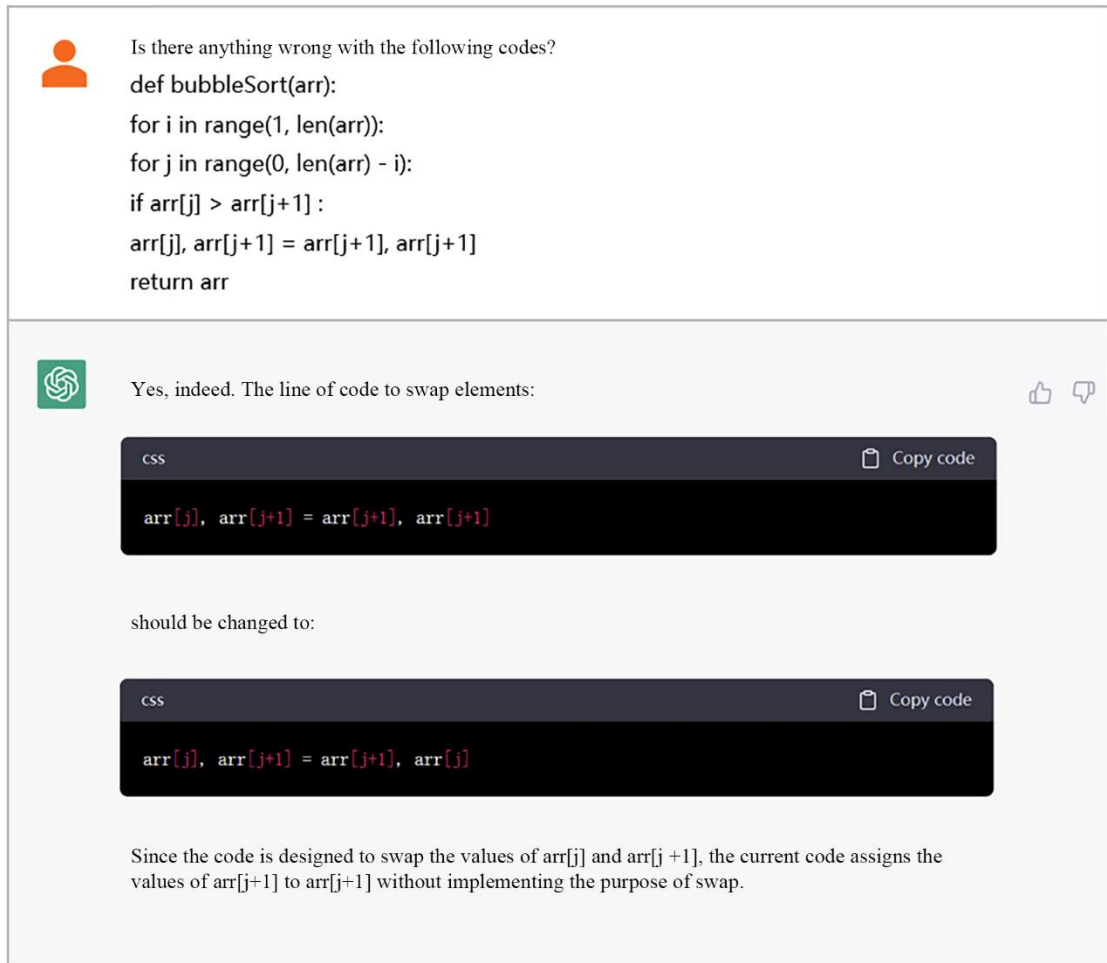 Is there anything wrong with the following codes?
def bubbleSort(arr):
for i in range(1, len(arr)):
for j in range(0, len(arr) - i):
if arr[j] > arr[j+1] :
arr[j], arr[j+1] = arr[j+1], arr[j+1]
return arr
Yes, indeed. The line of code to swap elements:
css Copy code
arr[j], arr[j+1] = arr[j+1], arr[j+1]
should be changed to:
css Copy code
arr[j], arr[j+1] = arr[j+1], arr[j]
Since the code is designed to swap the values of arr[j] and arr[j +1], the current code assigns the
values of arr[j+1] to arr[j+1] without implementing the purpose of swap.